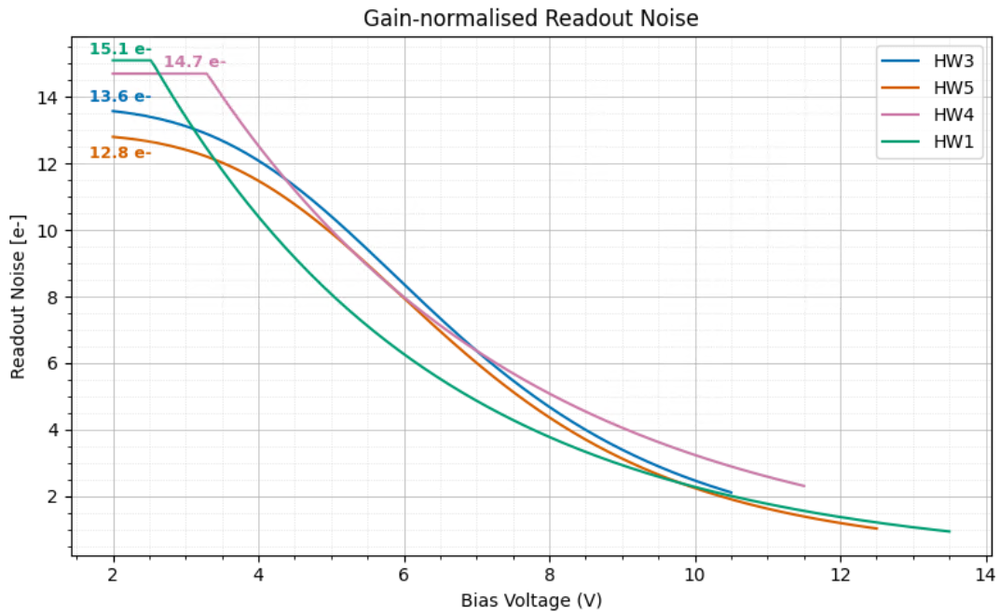 Gain-normalised Readout Noise
15.1 e-
14.7 e-
13.6 e-
12.8 e-
HW3
HW5
HW4
HW1
Readout Noise [e-]
14
12
10
8
6
4
2
2 4 6 8 10 12 14
Bias Voltage (V)